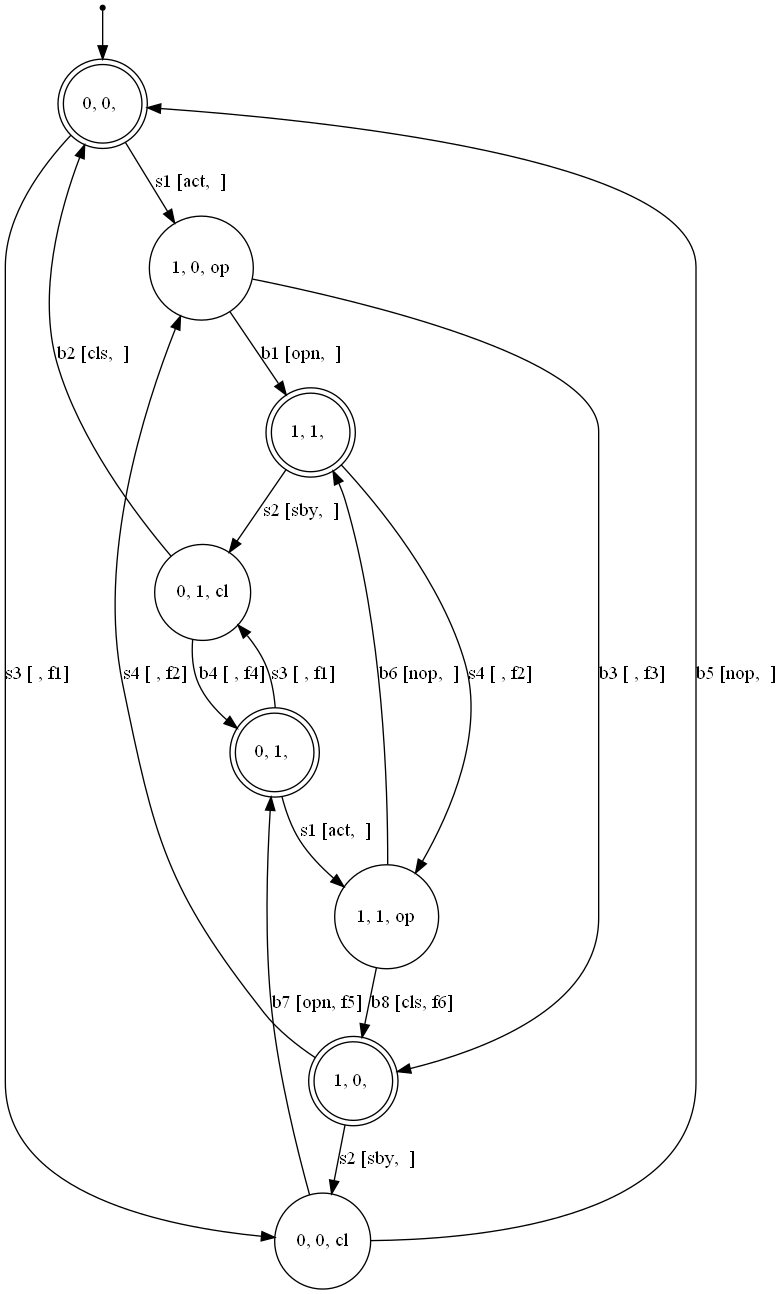 0, 0,
s1 [act,  ]
1, 0, op
b2 [cls,  ]
b1 [opn,  ]
1, 1,
s2 [sby,  ]
0, 1, cl
s3 [ , f1]
s4 [ , f2]
b4 [ , f4]
s3 [ , f1]
b6 [nop,  ]
s4 [ , f2]
b3 [ , f3]
b5 [nop,  ]
0, 1,
s1 [act,  ]
1, 1, op
b7 [opn, f5]
b8 [cls, f6]
1, 0,
s2 [sby,  ]
0, 0, cl